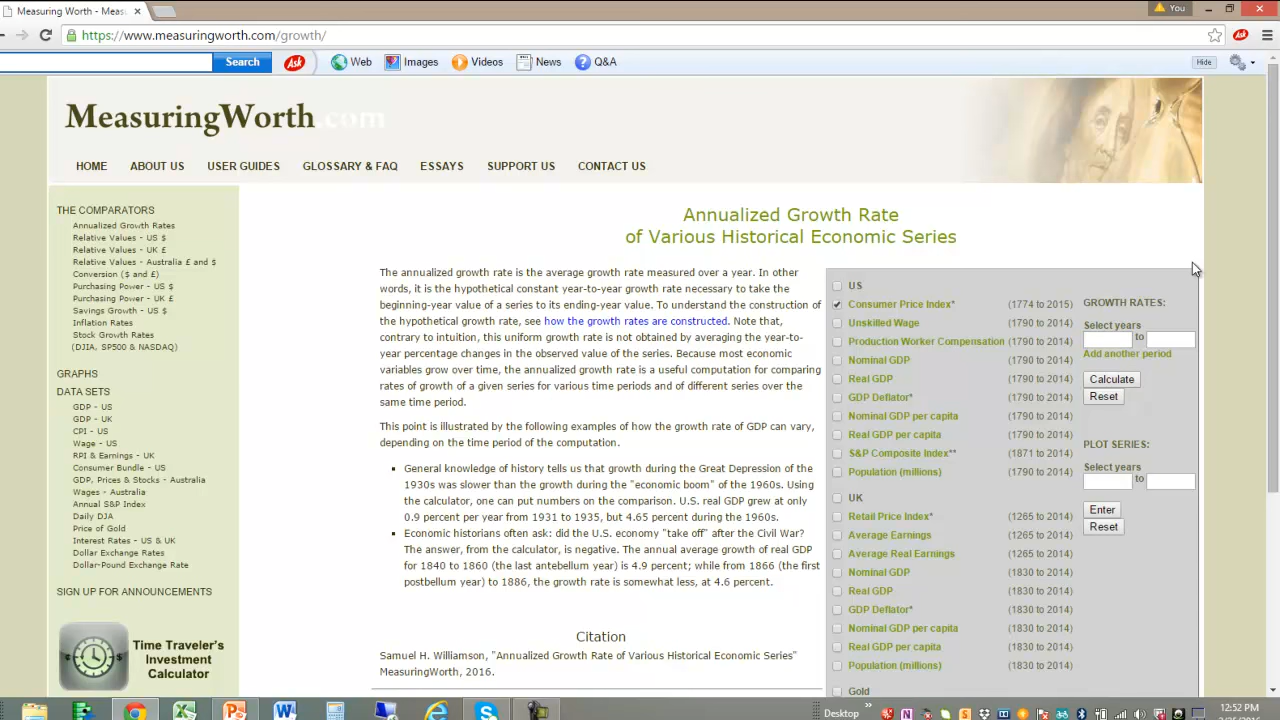 Measuring Worth - Measu
You
https://www.measuringworth.com/growth/
Search
Ask
Web
Images
Videos
News
Q&A
Hide
MeasuringWorth.com
HOME ABOUT US USER GUIDES GLOSSARY & FAQ ESSAYS SUPPORT US CONTACT US
THE COMPARATORS
Annualized Growth Rates
Relative Values - US $
Relative Values - UK £
Relative Values - Australia £ and $
Conversion ($ and £)
Purchasing Power - US $
Purchasing Power - UK £
Savings Growth - US $
Inflation Rates
Stock Growth Rates
(DJIA, SP500 & NASDAQ)
GRAPHS
DATA SETS
GDP - US
GDP - UK
CPI - US
Wage - US
RPI & Earnings - UK
Consumer Bundle - US
GDP, Prices & Stocks - Australia
Wages - Australia
Annual S&P Index
Daily DJA
Price of Gold
Interest Rates - US & UK
Dollar Exchange Rates
Dollar-Pound Exchange Rate
SIGN UP FOR ANNOUNCEMENTS
Time Traveler's
Investment
Calculator
Annualized Growth Rate
of Various Historical Economic Series
The annualized growth rate is the average growth rate measured over a year. In other
words, it is the hypothetical constant year-to-year growth rate necessary to take the
beginning-year value of a series to its ending-year value. To understand the construction
of the hypothetical growth rate, see how the growth rates are constructed. Note that,
contrary to intuition, this uniform growth rate is not obtained by averaging the year-to-
year percentage changes in the observed value of the series. Because most economic
variables grow over time, the annualized growth rate is a useful computation for comparing
rates of growth of a given series for various time periods and of different series over the
same time period.
This point is illustrated by the following examples of how the growth rate of GDP can vary,
depending on the time period of the computation.
General knowledge of history tells us that growth during the Great Depression of the
1930s was slower than the growth during the "economic boom" of the 1960s. Using
the calculator, one can put numbers on the comparison. U.S. real GDP grew at only
0.9 percent per year from 1931 to 1935, but 4.65 percent during the 1960s.
Economic historians often ask: did the U.S. economy "take off" after the Civil War?
The answer, from the calculator, is negative. The annual average growth of real GDP
for 1840 to 1860 (the last antebellum year) is 4.9 percent; while from 1866 (the first
postbellum year) to 1886, the growth rate is somewhat less, at 4.6 percent.
Citation
Samuel H. Williamson, "Annualized Growth Rate of Various Historical Economic Series"
MeasuringWorth, 2016.
US
Consumer Price Index* (1774 to 2015)
Unskilled Wage (1790 to 2014)
Production Worker Compensation (1790 to 2014)
Nominal GDP (1790 to 2014)
Real GDP (1790 to 2014)
GDP Deflator* (1790 to 2014)
Nominal GDP per capita (1790 to 2014)
Real GDP per capita (1790 to 2014)
S&P Composite Index** (1871 to 2014)
Population (millions) (1790 to 2014)
UK
Retail Price Index* (1265 to 2014)
Average Earnings (1265 to 2014)
Average Real Earnings (1265 to 2014)
Nominal GDP (1830 to 2014)
Real GDP (1830 to 2014)
GDP Deflator* (1830 to 2014)
Nominal GDP per capita (1830 to 2014)
Real GDP per capita (1830 to 2014)
Population (millions) (1830 to 2014)
Gold
GROWTH RATES:
Select years
to
Add another period
Calculate
Reset
PLOT SERIES:
Select years
to
Enter
Reset
Desktop
12:52 PM